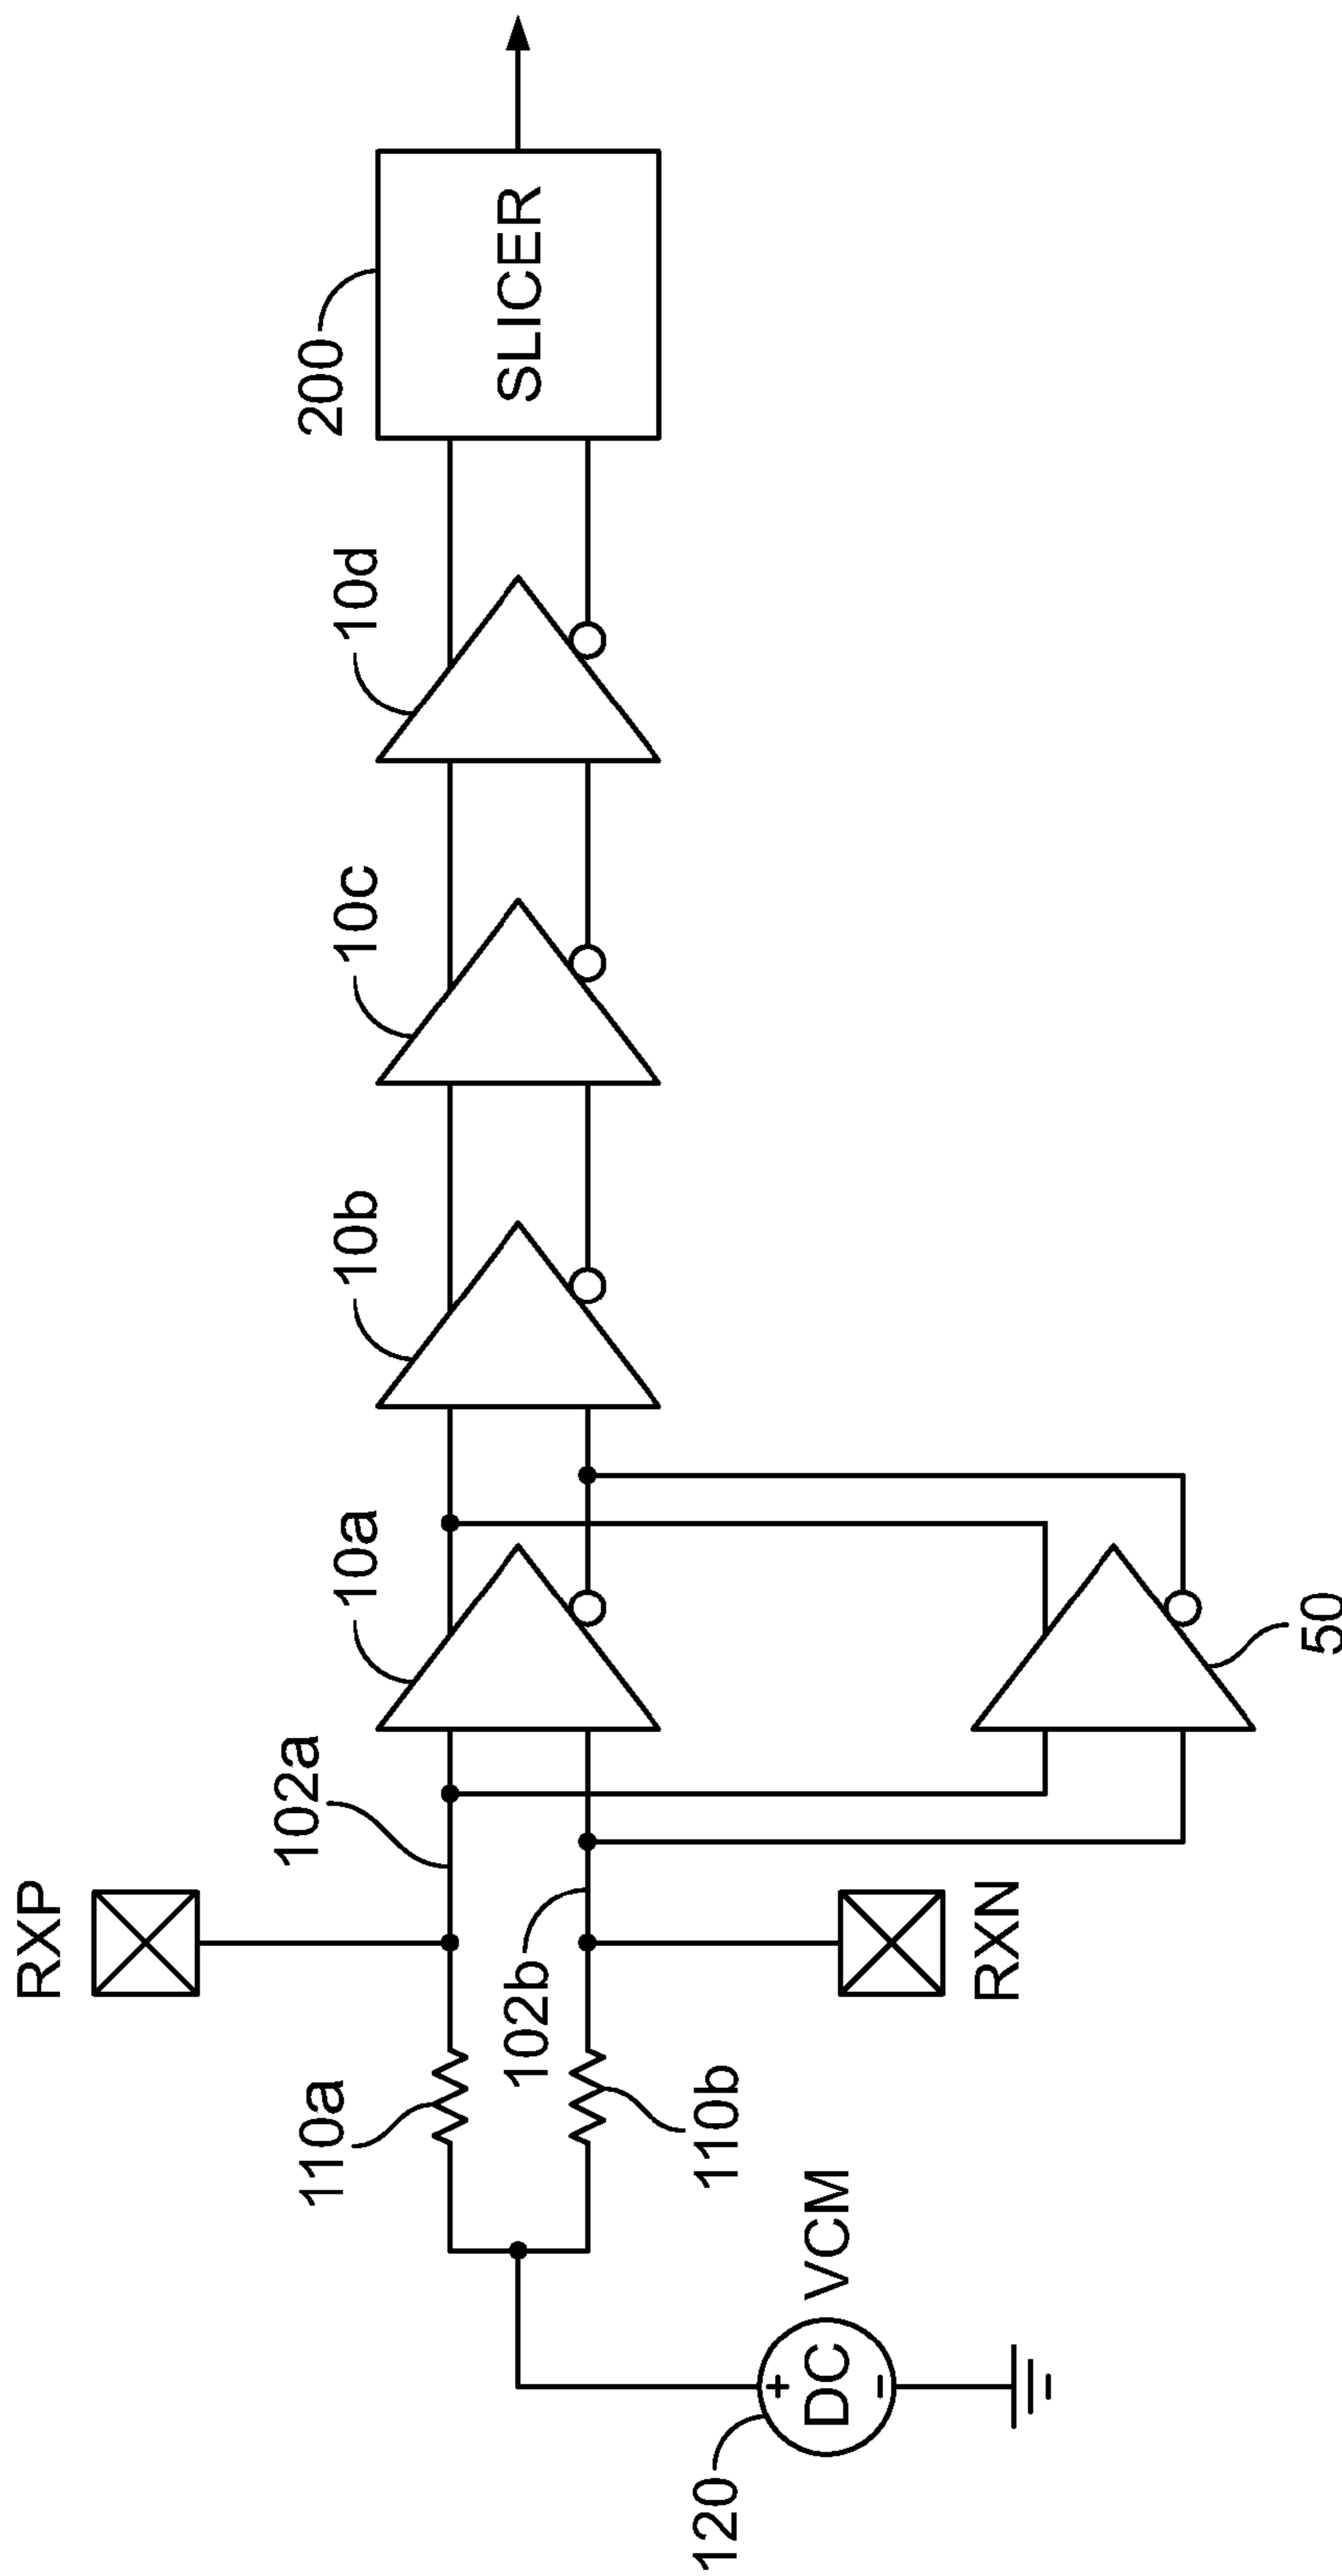 RXP
RXN
110a
110b
102a
102b
10a
10b
10c
10d
200
SLICER
50
120
+
DC
−
VCM